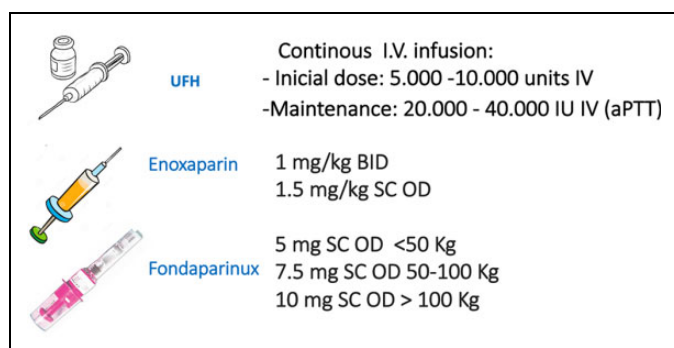 Continous I.V. infusion:
UFH
- Inicial dose: 5.000 -10.000 units IV
-Maintenance: 20.000 - 40.000 IU IV (aPTT)
Enoxaparin
1 mg/kg BID
1.5 mg/kg SC OD
Fondaparinux
5 mg SC OD <50 Kg
7.5 mg SC OD 50-100 Kg
10 mg SC OD > 100 Kg